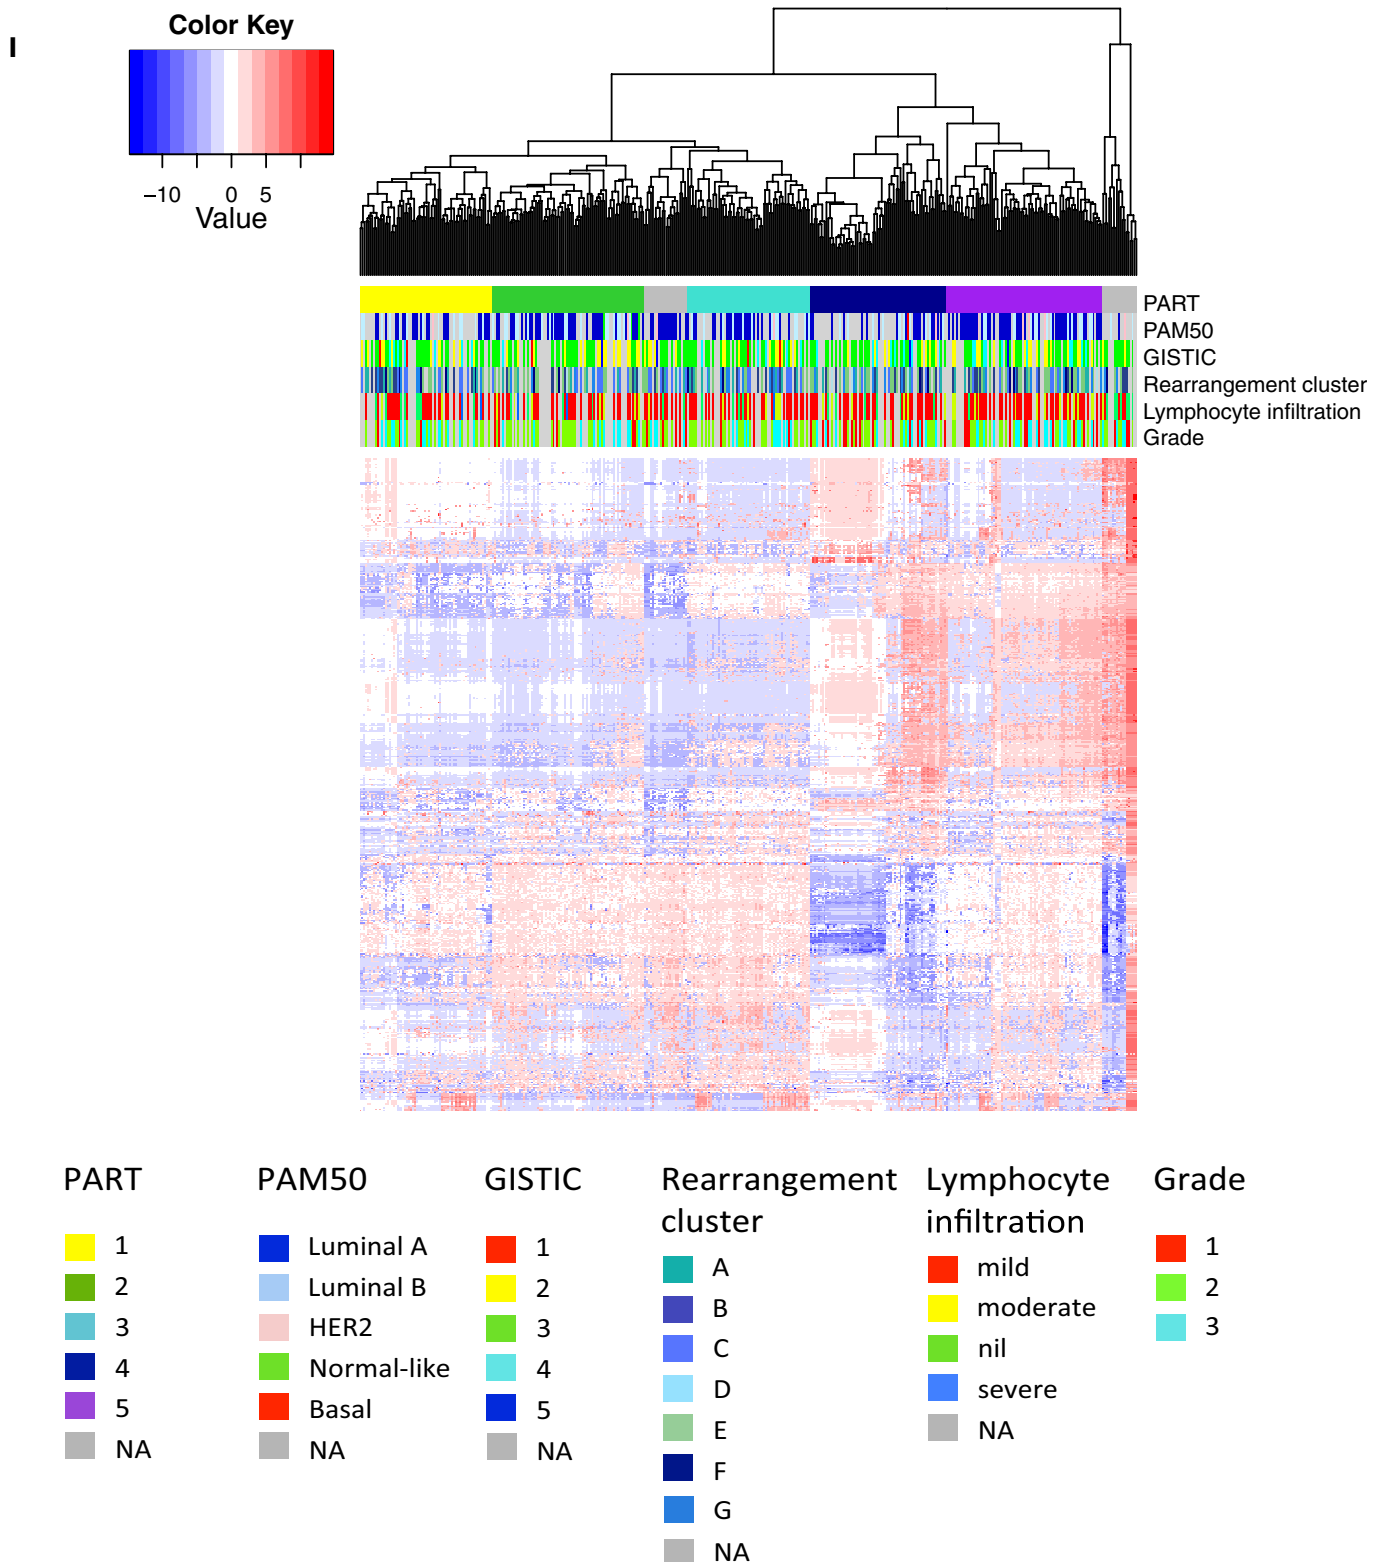 I
Color Key
−10 0 5
Value
PART
PAM50
GISTIC
Rearrangement cluster
Lymphocyte infiltration
Grade
PART
1
2
3
4
5
NA
PAM50
Luminal A
Luminal B
HER2
Normal-like
Basal
NA
GISTIC
1
2
3
4
5
NA
Rearrangement
cluster
A
B
C
D
E
F
G
NA
Lymphocyte
infiltration
mild
moderate
nil
severe
NA
Grade
1
2
3